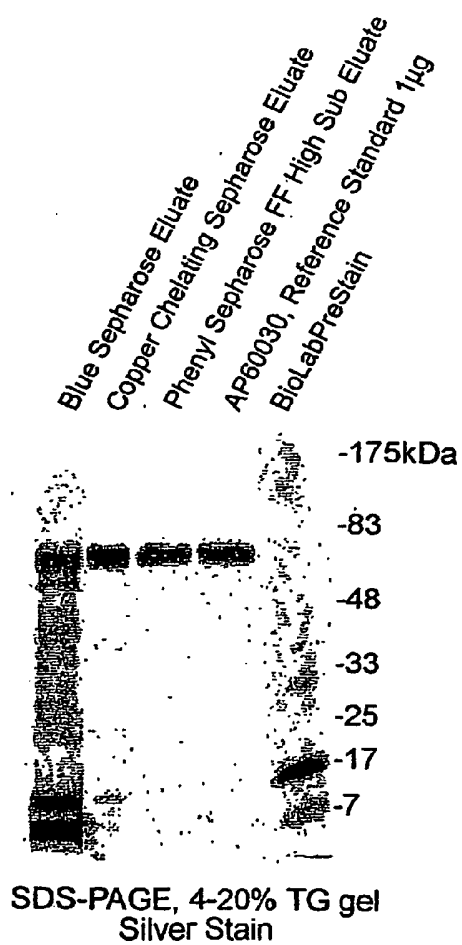 Blue Sepharose Eluate
Copper Chelating Sepharose Eluate
Phenyl Sepharose FF High Sub Eluate
AP60030, Reference Standard 1µg
BioLabPreStain
-175kDa
-83
-48
-33
-25
-17
-7
SDS-PAGE, 4-20% TG gel
Silver Stain